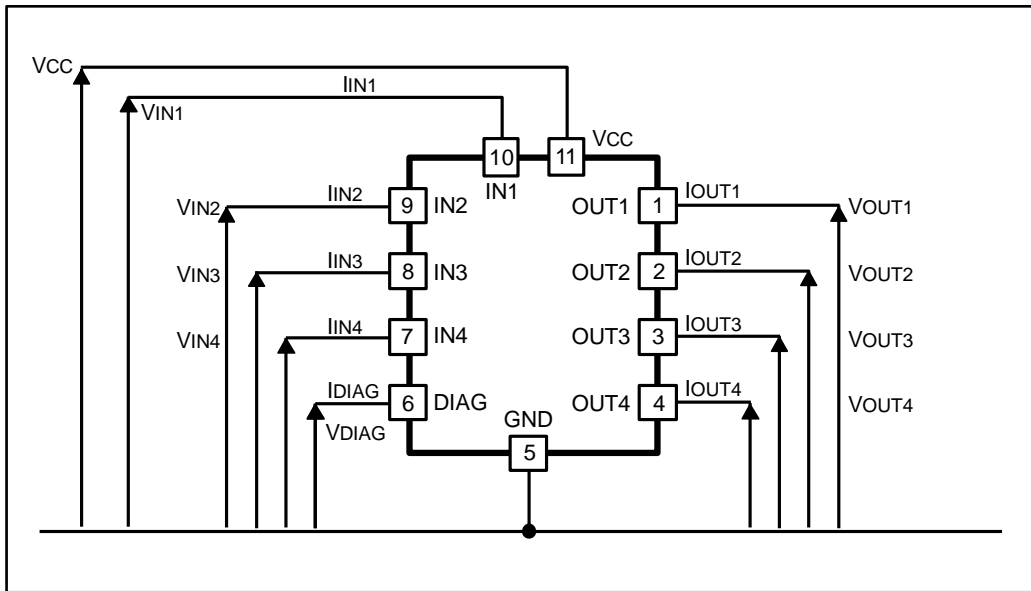 VCC
IIN1
VIN1
10
11
VCC
IN1
VIN2
IIN2
9
IN2
OUT1
1
IOUT1
VOUT1
VIN3
IIN3
8
IN3
OUT2
2
IOUT2
VOUT2
VIN4
IIN4
7
IN4
OUT3
3
IOUT3
VOUT3
IDIAG
6
DIAG
OUT4
4
IOUT4
VOUT4
VDIAG
GND
5